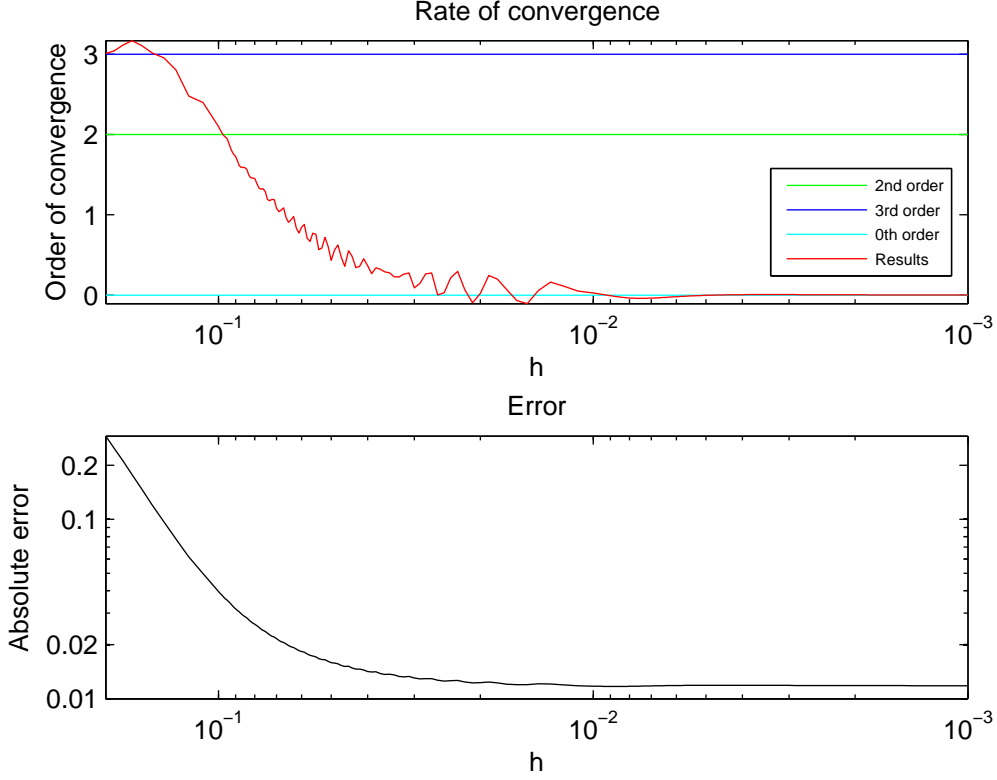 Rate of convergence
Order of convergence
3
2
1
0
2nd order
3rd order
0th order
Results
10⁻¹
10⁻²
10⁻³
h
Error
Absolute error
0.2
0.1
0.02
0.01
10⁻¹
10⁻²
10⁻³
h